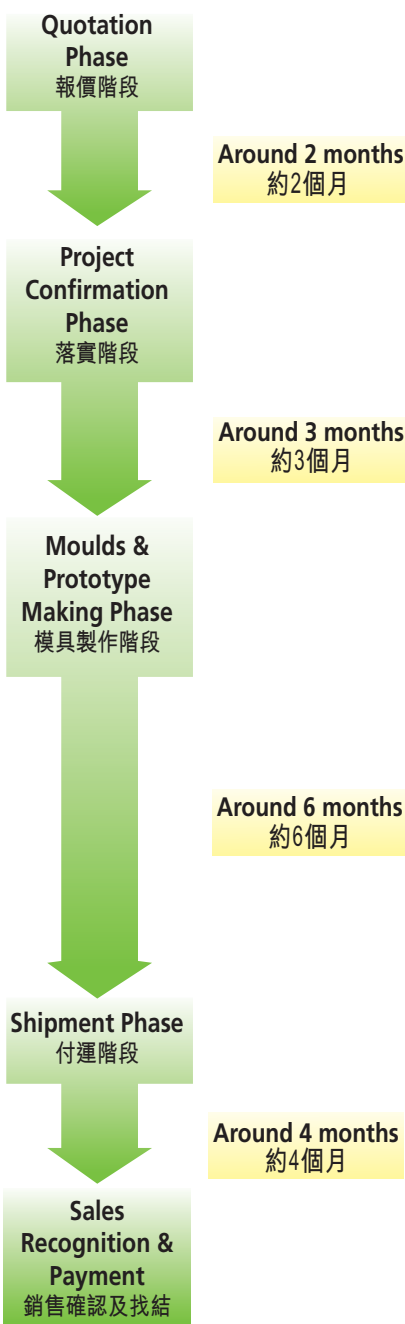 Quotation
Phase
報價階段
Around 2 months
約2個月
Project
Confirmation
Phase
落實階段
Around 3 months
約3個月
Moulds &
Prototype
Making Phase
模具製作階段
Around 6 months
約6個月
Shipment Phase
付運階段
Around 4 months
約4個月
Sales
Recognition &
Payment
銷售確認及找結